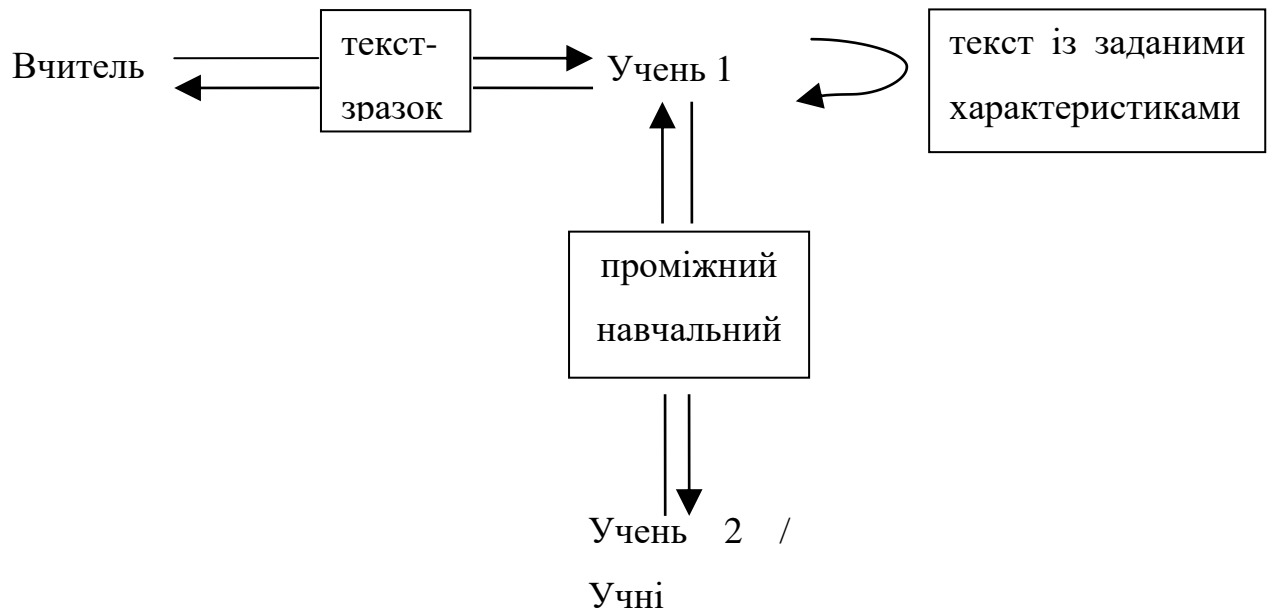 Вчитель
текст-
зразок
Учень 1
текст із заданими
характеристиками
проміжний
навчальний
Учень 2 /
Учні